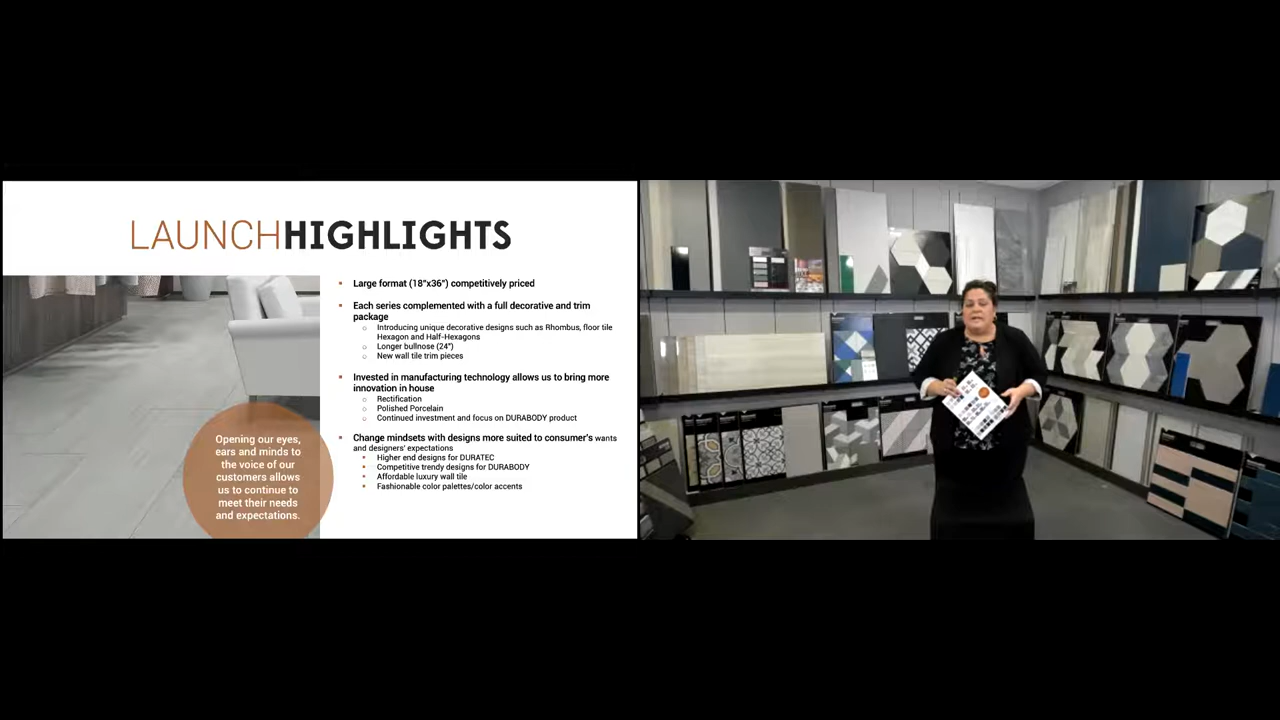 LAUNCHHIGHLIGHTS
Large format (18"x36") competitively priced
Each series complemented with a full decorative and trim
package
Introducing unique decorative designs such as Rhombus, floor tile
Hexagon and Half-Hexagons
Longer bullnose (24")
New wall tile trim pieces
Invested in manufacturing technology allows us to bring more
innovation in house
Rectification
Polished Porcelain
Continued investment and focus on DURABODY product
Change mindsets with designs more suited to consumer's wants
and designers' expectations
Higher end designs for DURATEC
Competitive trendy designs for DURABODY
Affordable luxury wall tile
Fashionable color palettes/color accents
Opening our eyes,
ears and minds to
the voice of our
customers allows
us to continue to
meet their needs
and expectations.